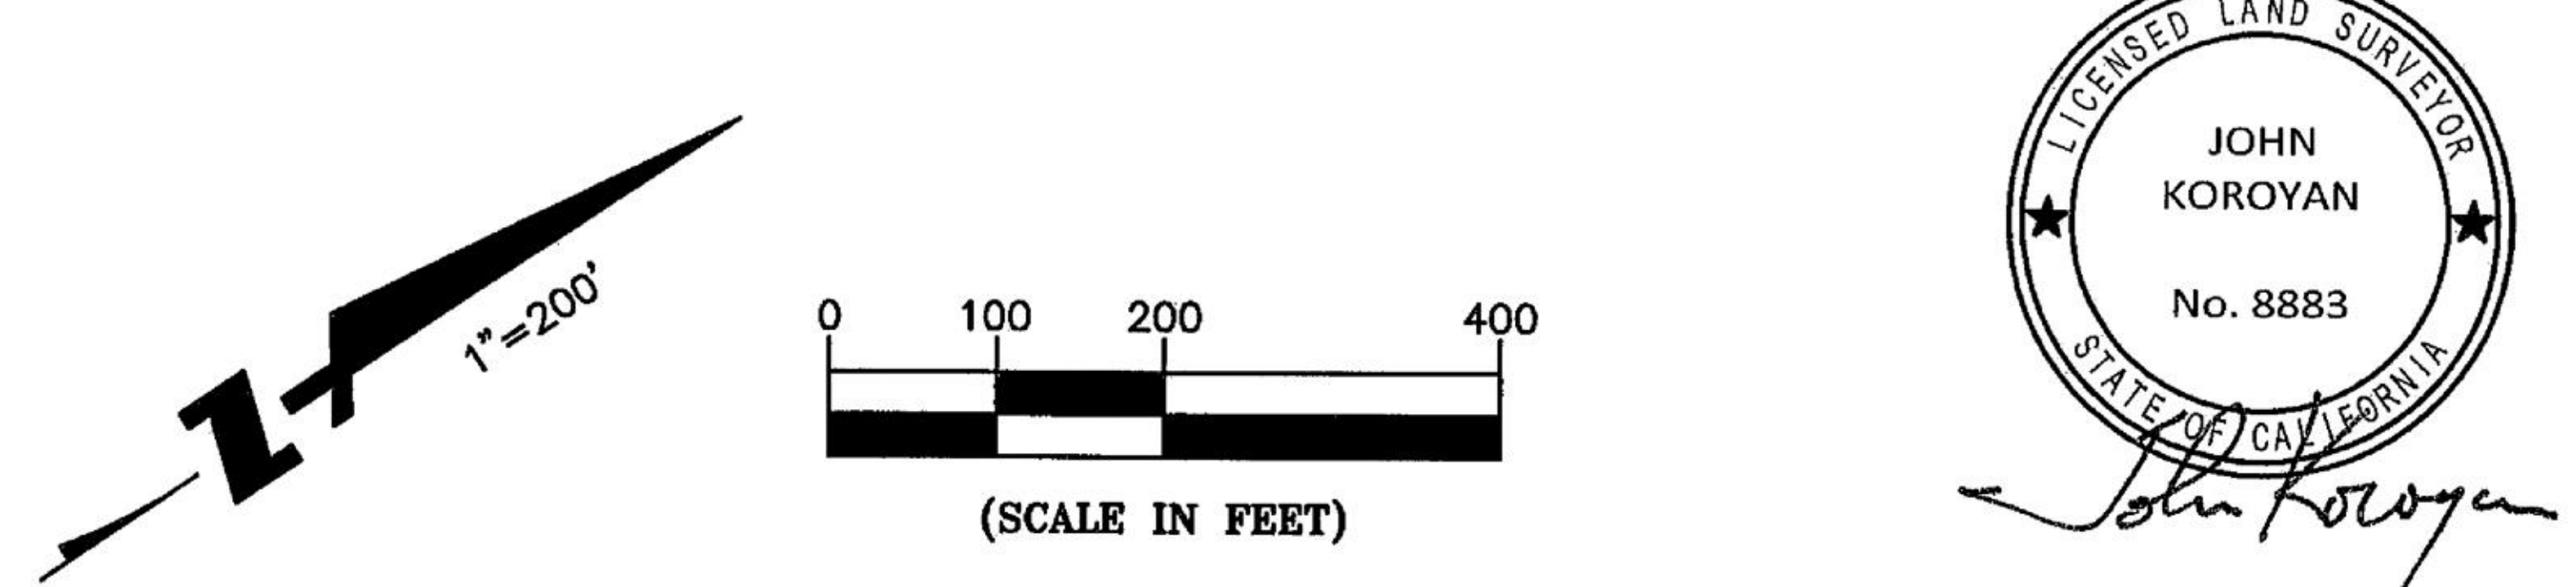 N
1"=200'
0 100 200 400
(SCALE IN FEET)
LICENSED LAND SURVEYOR
JOHN
KOROYAN
No. 8883
STATE OF CALIFORNIA
John Koroyan